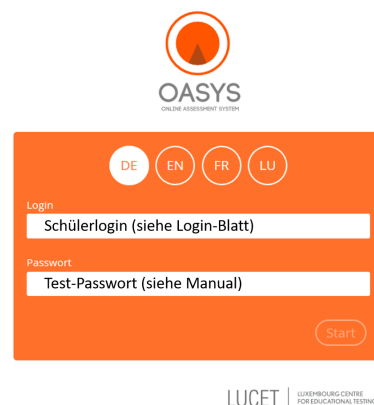 OASYS
ONLINE ASSESSMENT SYSTEM
DE EN FR LU
Login
Schülerlogin (siehe Login-Blatt)
Passwort
Test-Passwort (siehe Manual)
Start
LUCET LUXEMBOURG CENTRE
FOR EDUCATIONAL TESTING